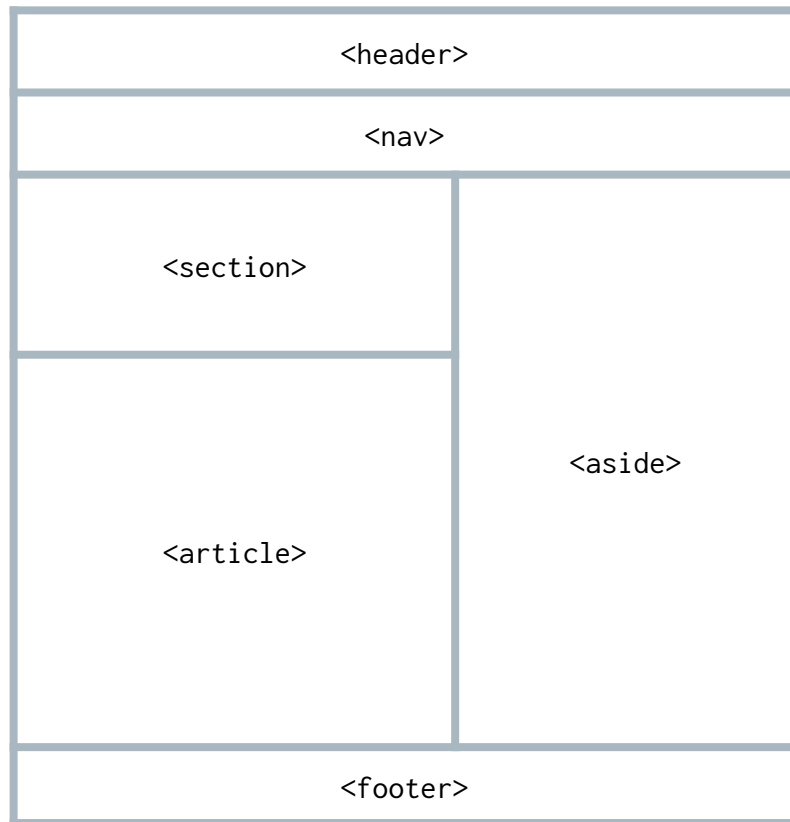 <header>
<nav>
<section>
<aside>
<article>
<footer>